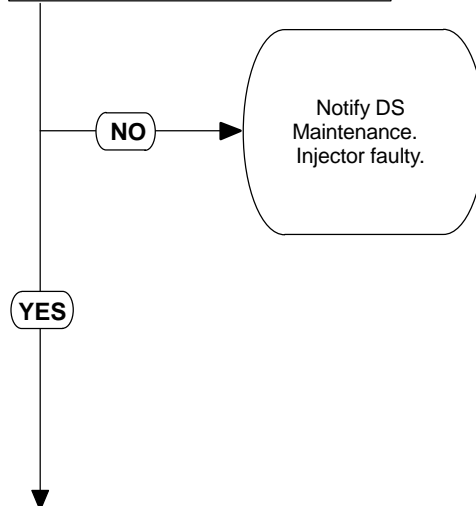 NO
Notify DS
Maintenance.
Injector faulty.
YES